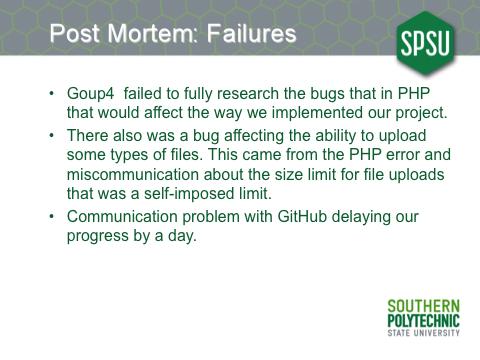 Post Mortem: Failures
SPSU
• Goup4  failed to fully research the bugs that in PHP
that would affect the way we implemented our project.
• There also was a bug affecting the ability to upload
some types of files. This came from the PHP error and
miscommunication about the size limit for file uploads
that was a self-imposed limit.
• Communication problem with GitHub delaying our
progress by a day.
SOUTHERN
POLYTECHNIC
STATE UNIVERSITY